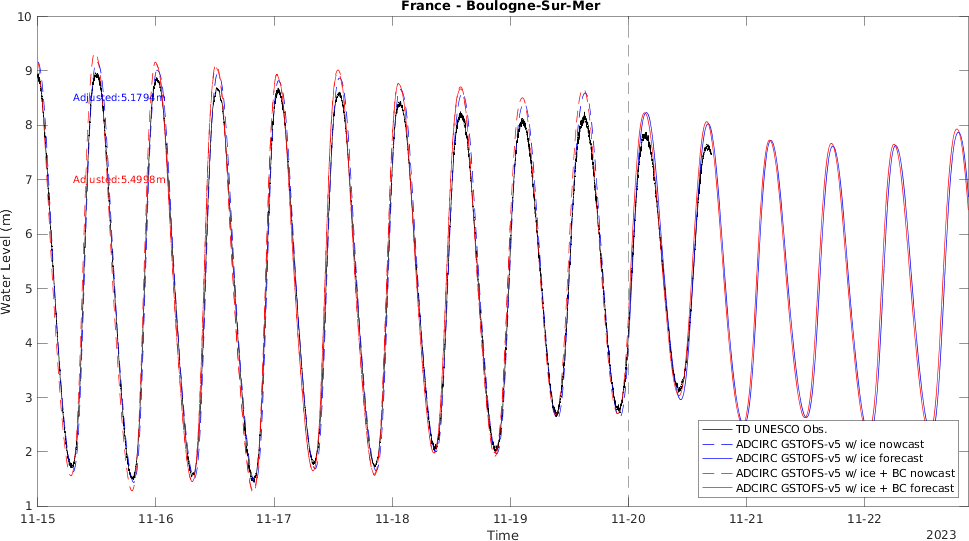 France - Boulogne-Sur-Mer
10
9
8
7
6
5
4
3
2
1
Water Level (m)
Adjusted:5.1794m
Adjusted:5.4998m
TD UNESCO Obs.
ADCIRC GSTOFS-v5 w/ ice nowcast
ADCIRC GSTOFS-v5 w/ ice forecast
ADCIRC GSTOFS-v5 w/ ice + BC nowcast
ADCIRC GSTOFS-v5 w/ ice + BC forecast
11-15 11-16 11-17 11-18 11-19 11-20 11-21 11-22
Time
2023